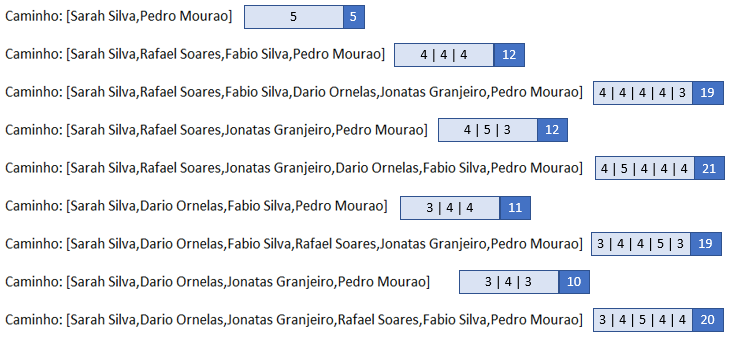 Caminho: [Sarah Silva,Pedro Mourao] 5 5
Caminho: [Sarah Silva,Rafael Soares,Fabio Silva,Pedro Mourao] 4 | 4 | 4 12
Caminho: [Sarah Silva,Rafael Soares,Fabio Silva,Dario Ornelas,Jonatas Granjeiro,Pedro Mourao] 4 | 4 | 4 | 4 | 3 19
Caminho: [Sarah Silva,Rafael Soares,Jonatas Granjeiro,Pedro Mourao] 4 | 5 | 3 12
Caminho: [Sarah Silva,Rafael Soares,Jonatas Granjeiro,Dario Ornelas,Fabio Silva,Pedro Mourao] 4 | 5 | 4 | 4 | 4 21
Caminho: [Sarah Silva,Dario Ornelas,Fabio Silva,Pedro Mourao] 3 | 4 | 4 11
Caminho: [Sarah Silva,Dario Ornelas,Fabio Silva,Rafael Soares,Jonatas Granjeiro,Pedro Mourao] 3 | 4 | 4 | 5 | 3 19
Caminho: [Sarah Silva,Dario Ornelas,Jonatas Granjeiro,Pedro Mourao] 3 | 4 | 3 10
Caminho: [Sarah Silva,Dario Ornelas,Jonatas Granjeiro,Rafael Soares,Fabio Silva,Pedro Mourao] 3 | 4 | 5 | 4 | 4 20